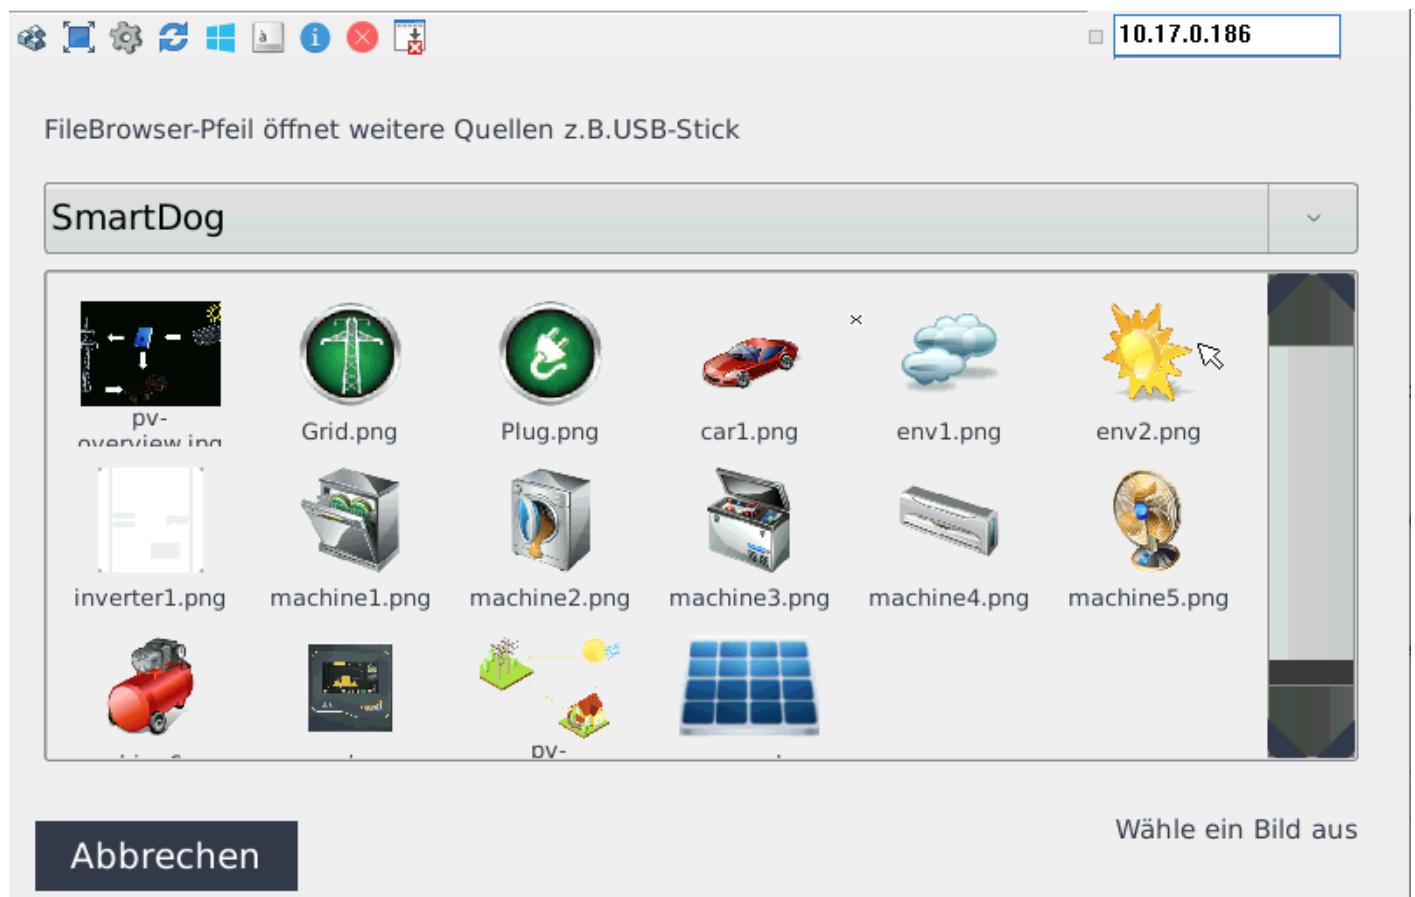 10.17.0.186
FileBrowser-Pfeil öffnet weitere Quellen z.B.USB-Stick
SmartDog
pv-
overview.jpg
Grid.png
Plug.png
car1.png
env1.png
env2.png
inverter1.png
machine1.png
machine2.png
machine3.png
machine4.png
machine5.png
pv-
Wähle ein Bild aus
Abbrechen